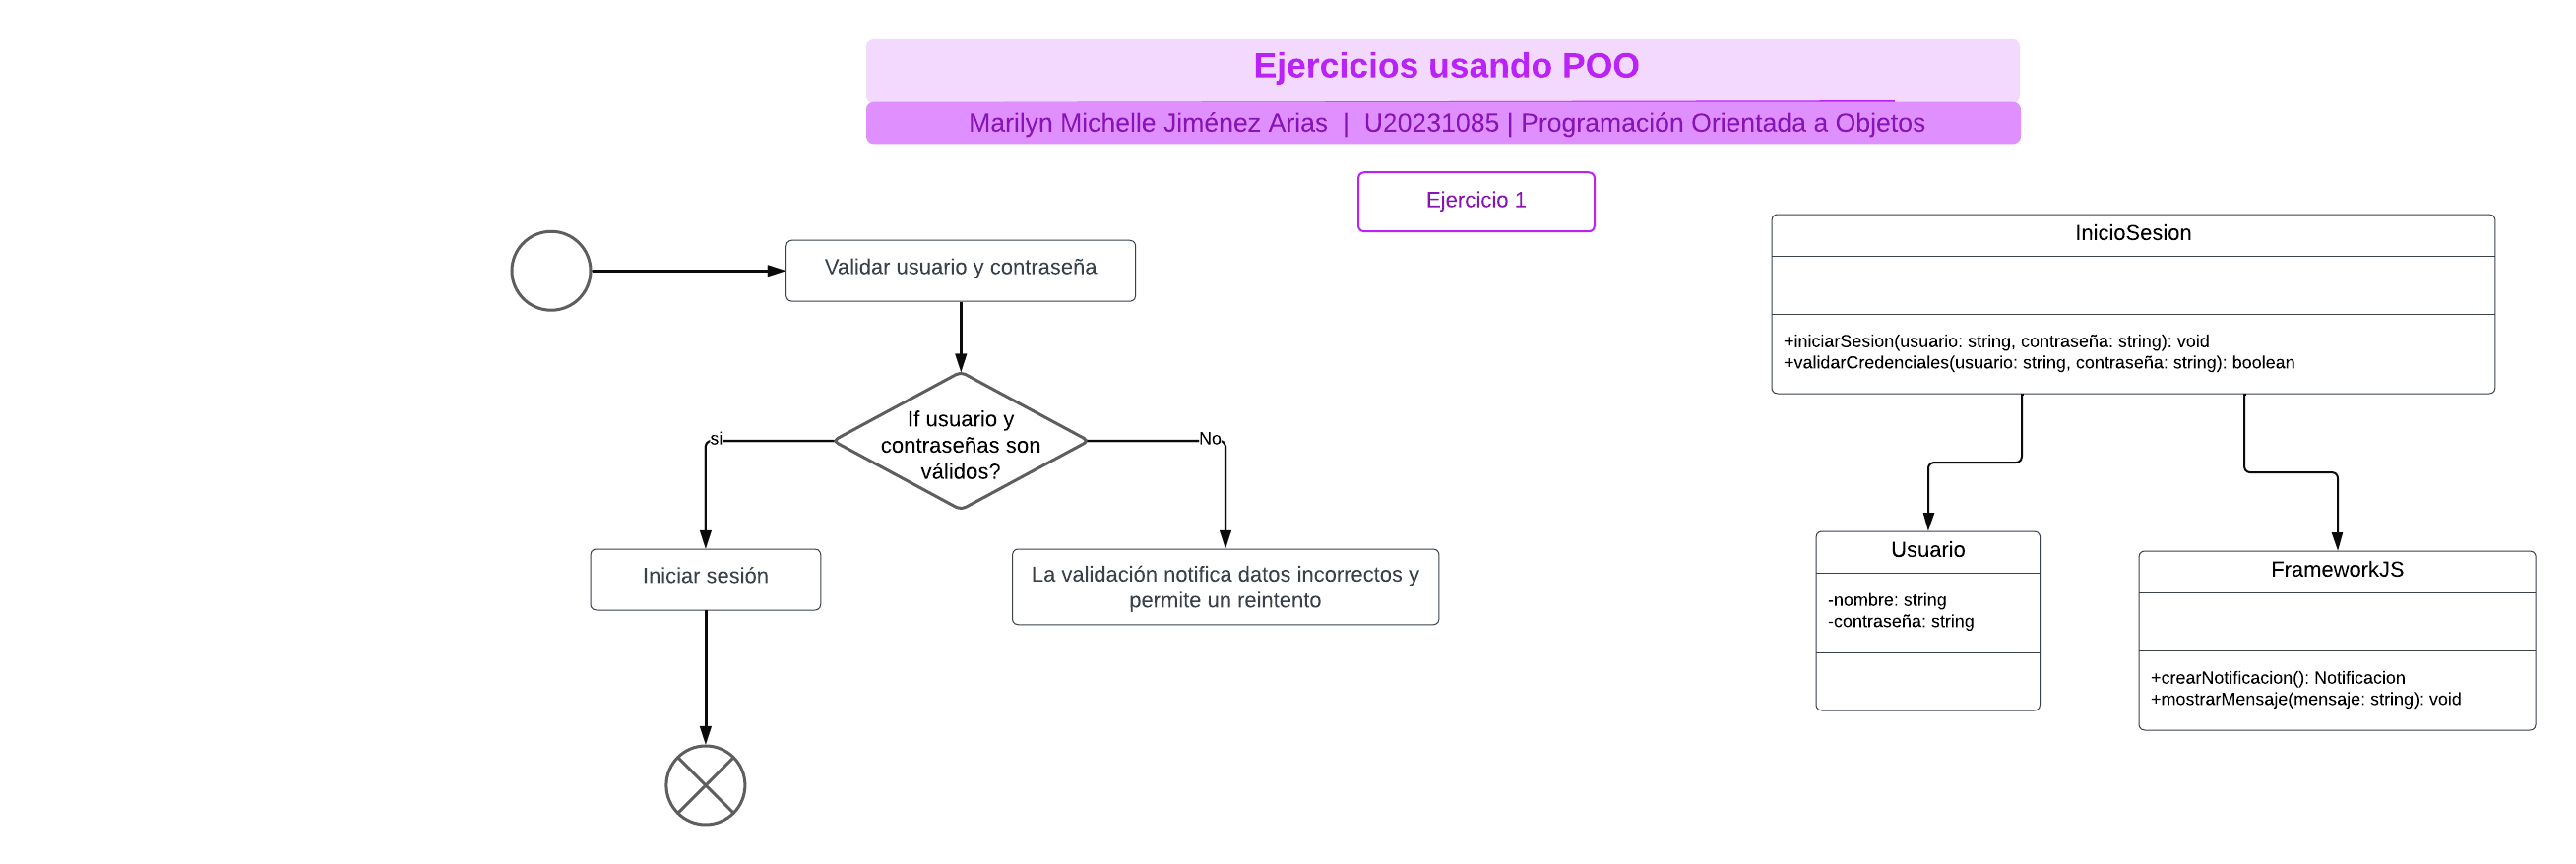 Ejercicios usando POO
Marilyn Michelle Jiménez Arias | U20231085 | Programación Orientada a Objetos
Ejercicio 1
Validar usuario y contraseña
If usuario y
contraseñas son
válidos?
si
No
Iniciar sesión
La validación notifica datos incorrectos y
permite un reintento
InicioSesion
+iniciarSesion(usuario: string, contraseña: string): void
+validarCredenciales(usuario: string, contraseña: string): boolean
Usuario
-nombre: string
-contraseña: string
FrameworkJS
+crearNotificacion(): Notificacion
+mostrarMensaje(mensaje: string): void